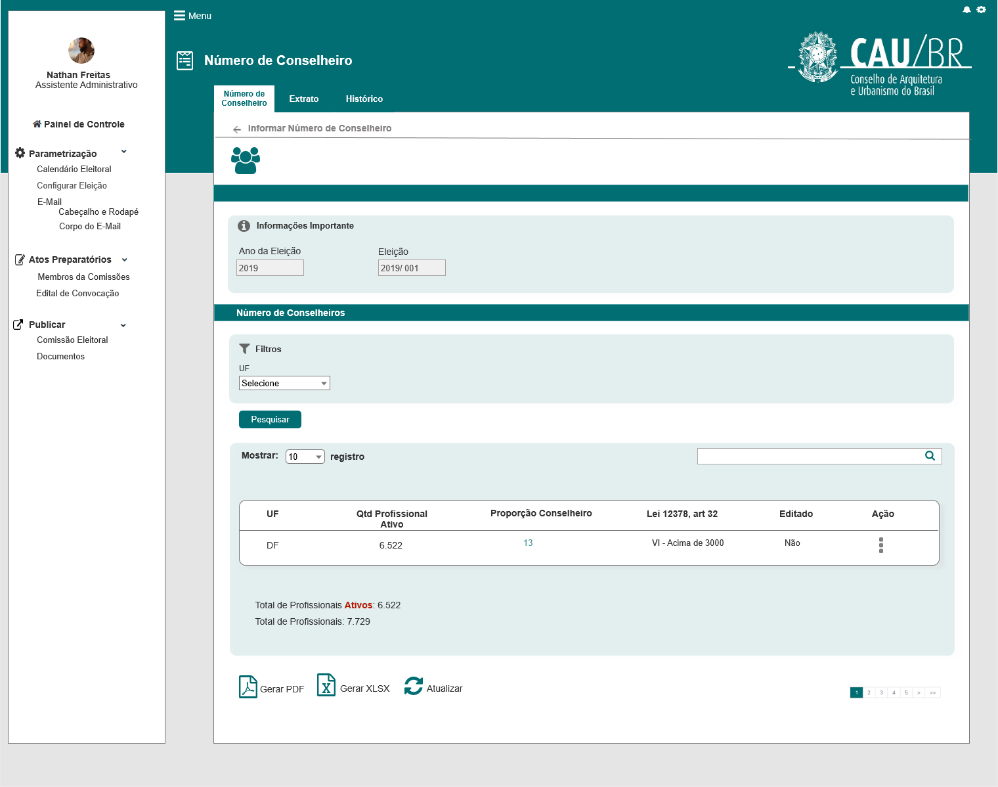 Menu
Nathan Freitas
Assistente Administrativo
Painel de Controle
Parametrização
Calendário Eleitoral
Configurar Eleição
E-Mail
Cabeçalho e Rodapé
Corpo do E-Mail
Atos Preparatórios
Membros da Comissões
Edital de Convocação
Publicar
Comissão Eleitoral
Documentos
Número de Conselheiro
CAU/BR
Conselho de Arquitetura
e Urbanismo do Brasil
Número de
Conselheiro
Extrato
Histórico
Informar Número de Conselheiro
Informações Importante
Ano da Eleição
Eleição
2019
2019/ 001
Número de Conselheiros
Filtros
UF
Selecione
Pesquisar
Mostrar: 10 registro
UF
Qtd Profissional
Ativo
Proporção Conselheiro
Lei 12378, art 32
Editado
Ação
DF
6.522
13
VI - Acima de 3000
Não
Total de Profissionais Ativos: 6.522
Total de Profissionais: 7.729
Gerar PDF
Gerar XLSX
Atualizar
1 2 3 4 5 » »»